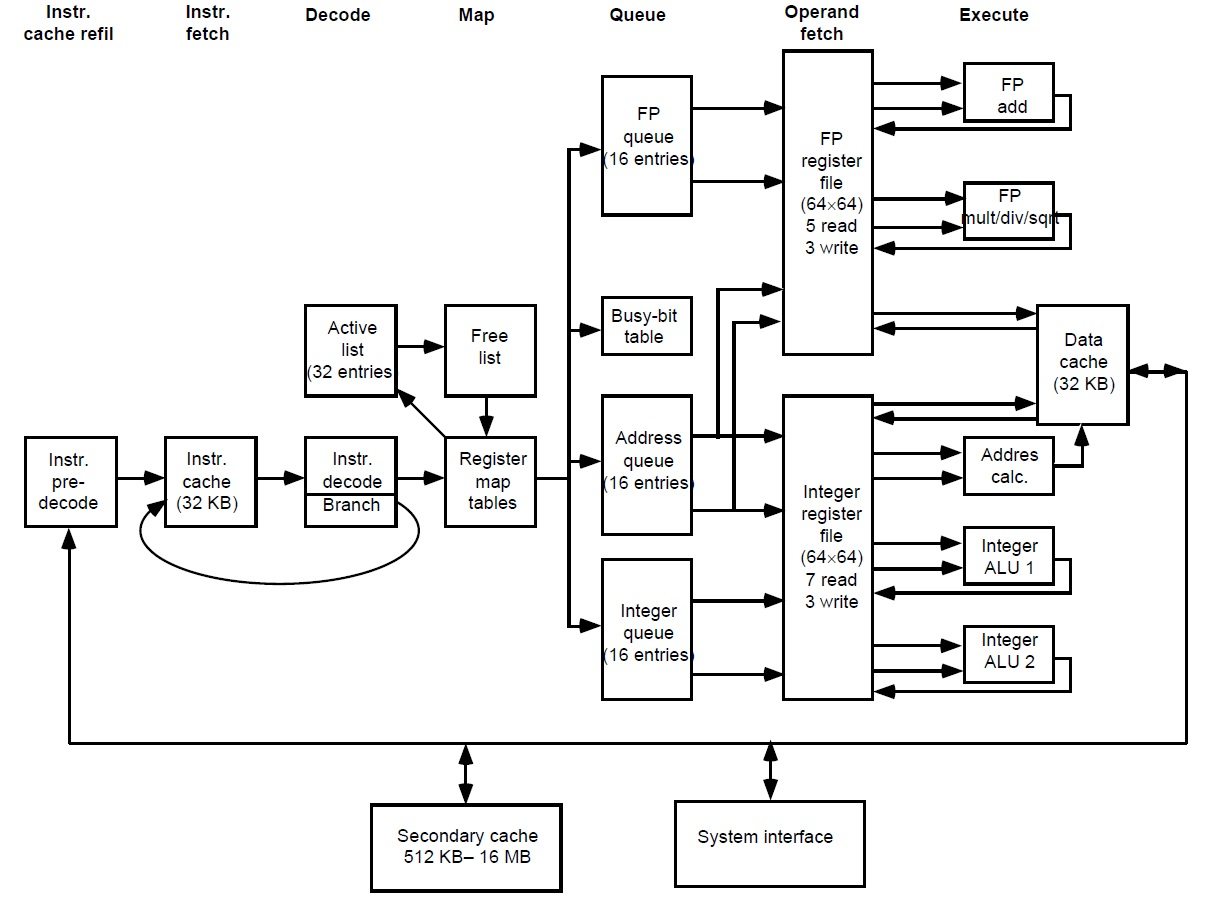 Instr.
cache refil
Instr.
fetch
Decode
Map
Queue
Operand
fetch
Execute
FP
queue
(16 entries)
FP
register
file
(64×64)
5 read
3 write
FP
add
FP
mult/div/sqrt
Active
list
(32 entries
Free
list
Busy-bit
table
Data
cache
(32 KB)
Instr.
pre-
decode
Instr.
cache
(32 KB)
Instr.
decode
Branch
Register
map
tables
Address
queue
(16 entries)
Integer
register
file
(64×64)
7 read
3 write
Addres
calc.
Integer
ALU 1
Integer
queue
(16 entries)
Integer
ALU 2
Secondary cache
512 KB– 16 MB
System interface